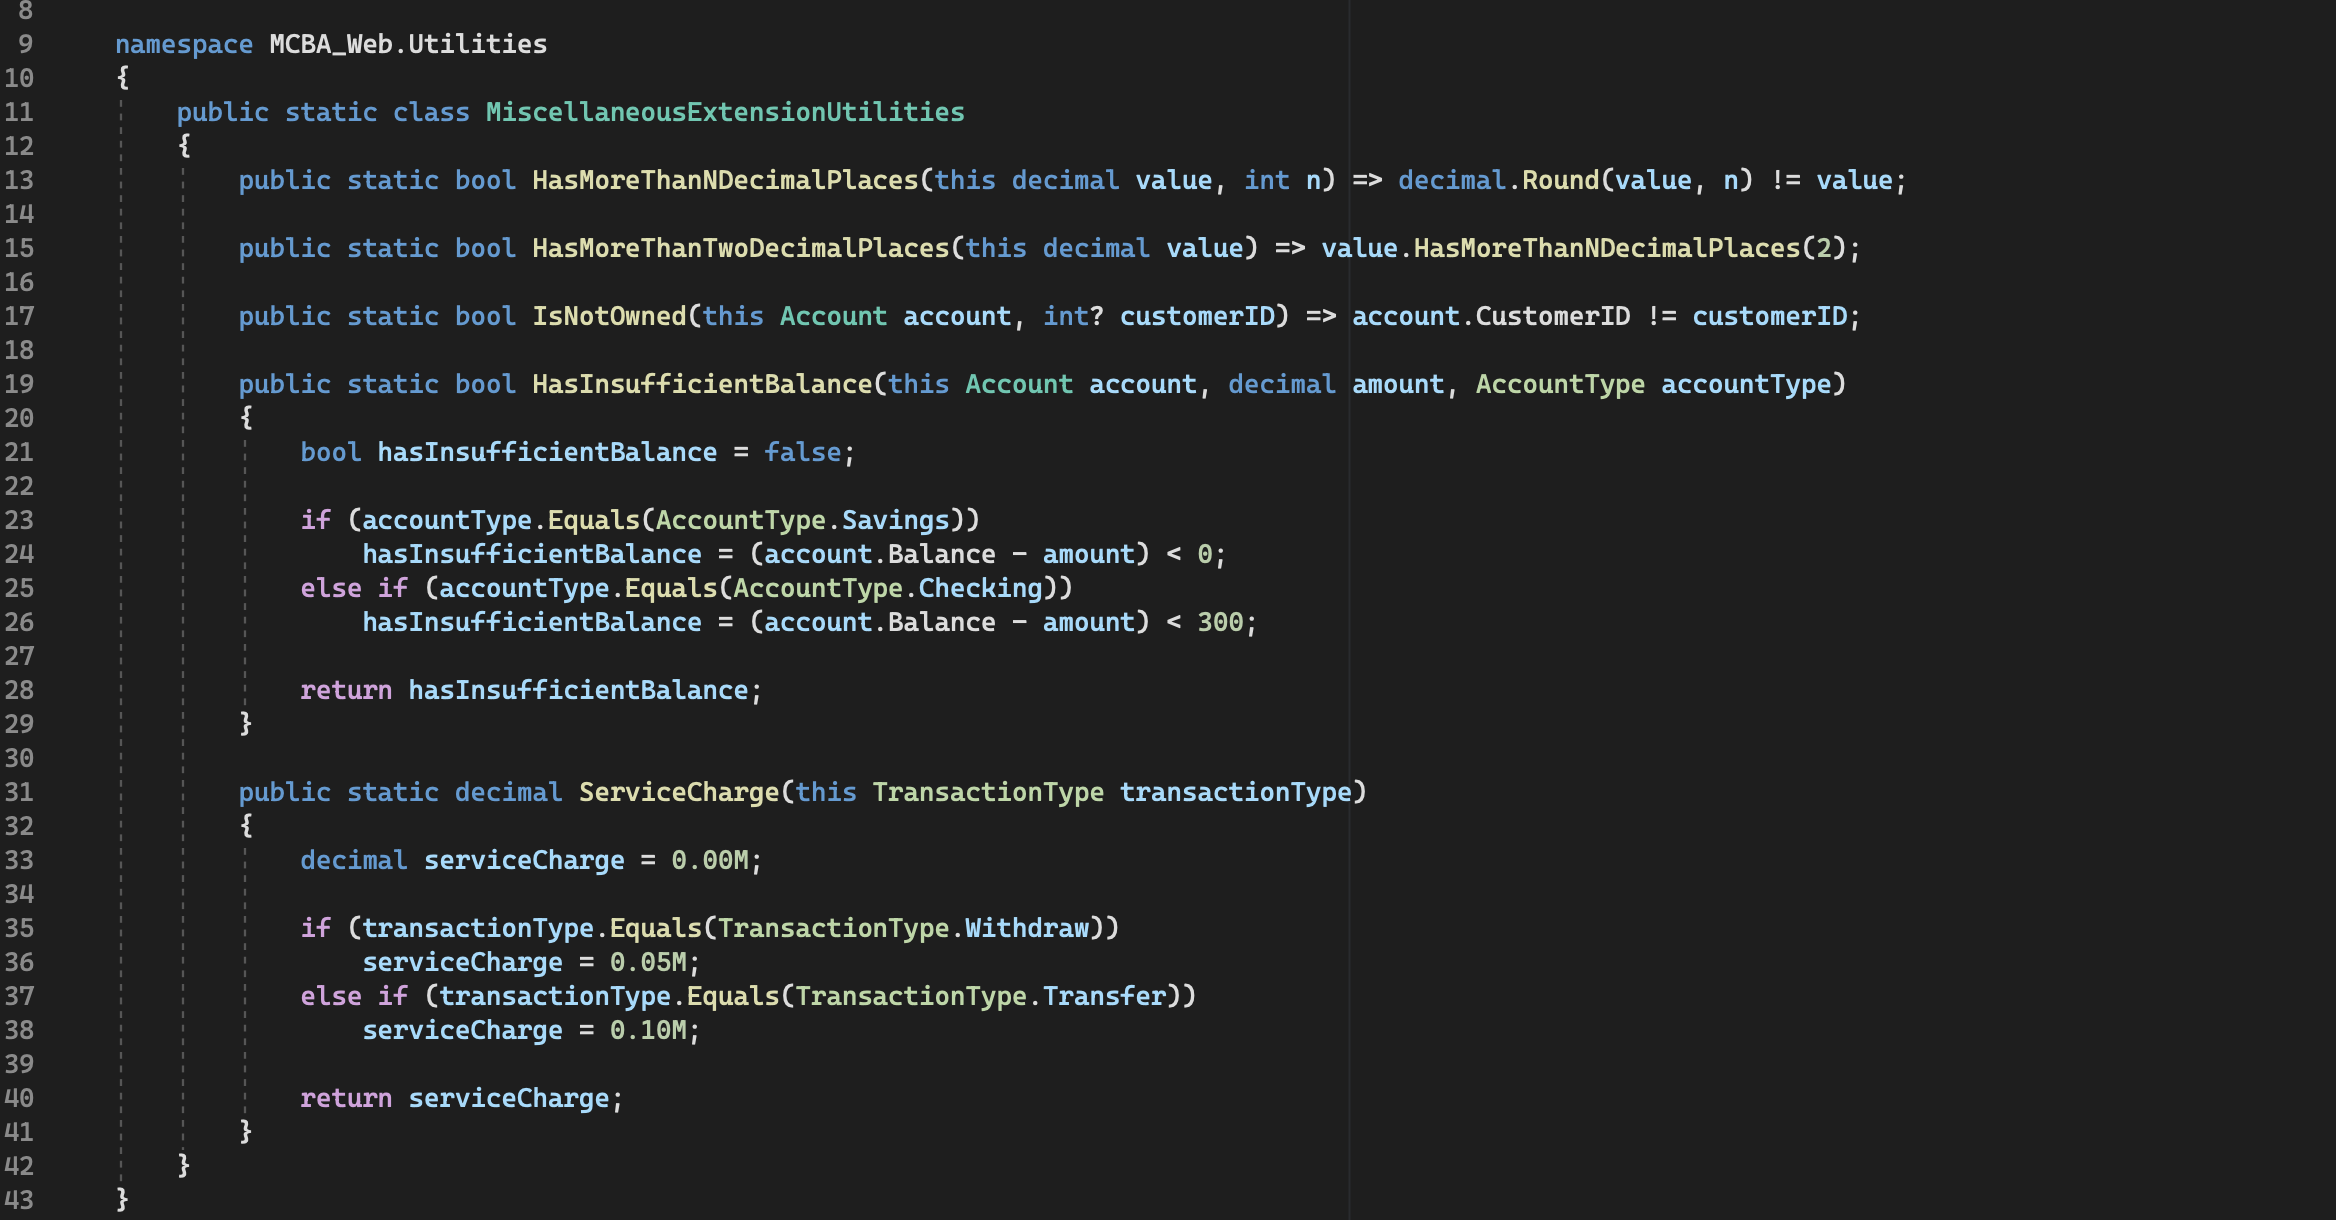 8
9 namespace MCBA_Web.Utilities
10 {
11 public static class MiscellaneousExtensionUtilities
12 {
13 public static bool HasMoreThanNDecimalPlaces(this decimal value, int n) => decimal.Round(value, n) != value;
14
15 public static bool HasMoreThanTwoDecimalPlaces(this decimal value) => value.HasMoreThanNDecimalPlaces(2);
16
17 public static bool IsNotOwned(this Account account, int? customerID) => account.CustomerID != customerID;
18
19 public static bool HasInsufficientBalance(this Account account, decimal amount, AccountType accountType)
20 {
21 bool hasInsufficientBalance = false;
22
23 if (accountType.Equals(AccountType.Savings))
24 hasInsufficientBalance = (account.Balance - amount) < 0;
25 else if (accountType.Equals(AccountType.Checking))
26 hasInsufficientBalance = (account.Balance - amount) < 300;
27
28 return hasInsufficientBalance;
29 }
30
31 public static decimal ServiceCharge(this TransactionType transactionType)
32 {
33 decimal serviceCharge = 0.00M;
34
35 if (transactionType.Equals(TransactionType.Withdraw))
36 serviceCharge = 0.05M;
37 else if (transactionType.Equals(TransactionType.Transfer))
38 serviceCharge = 0.10M;
39
40 return serviceCharge;
41 }
42 }
43 }